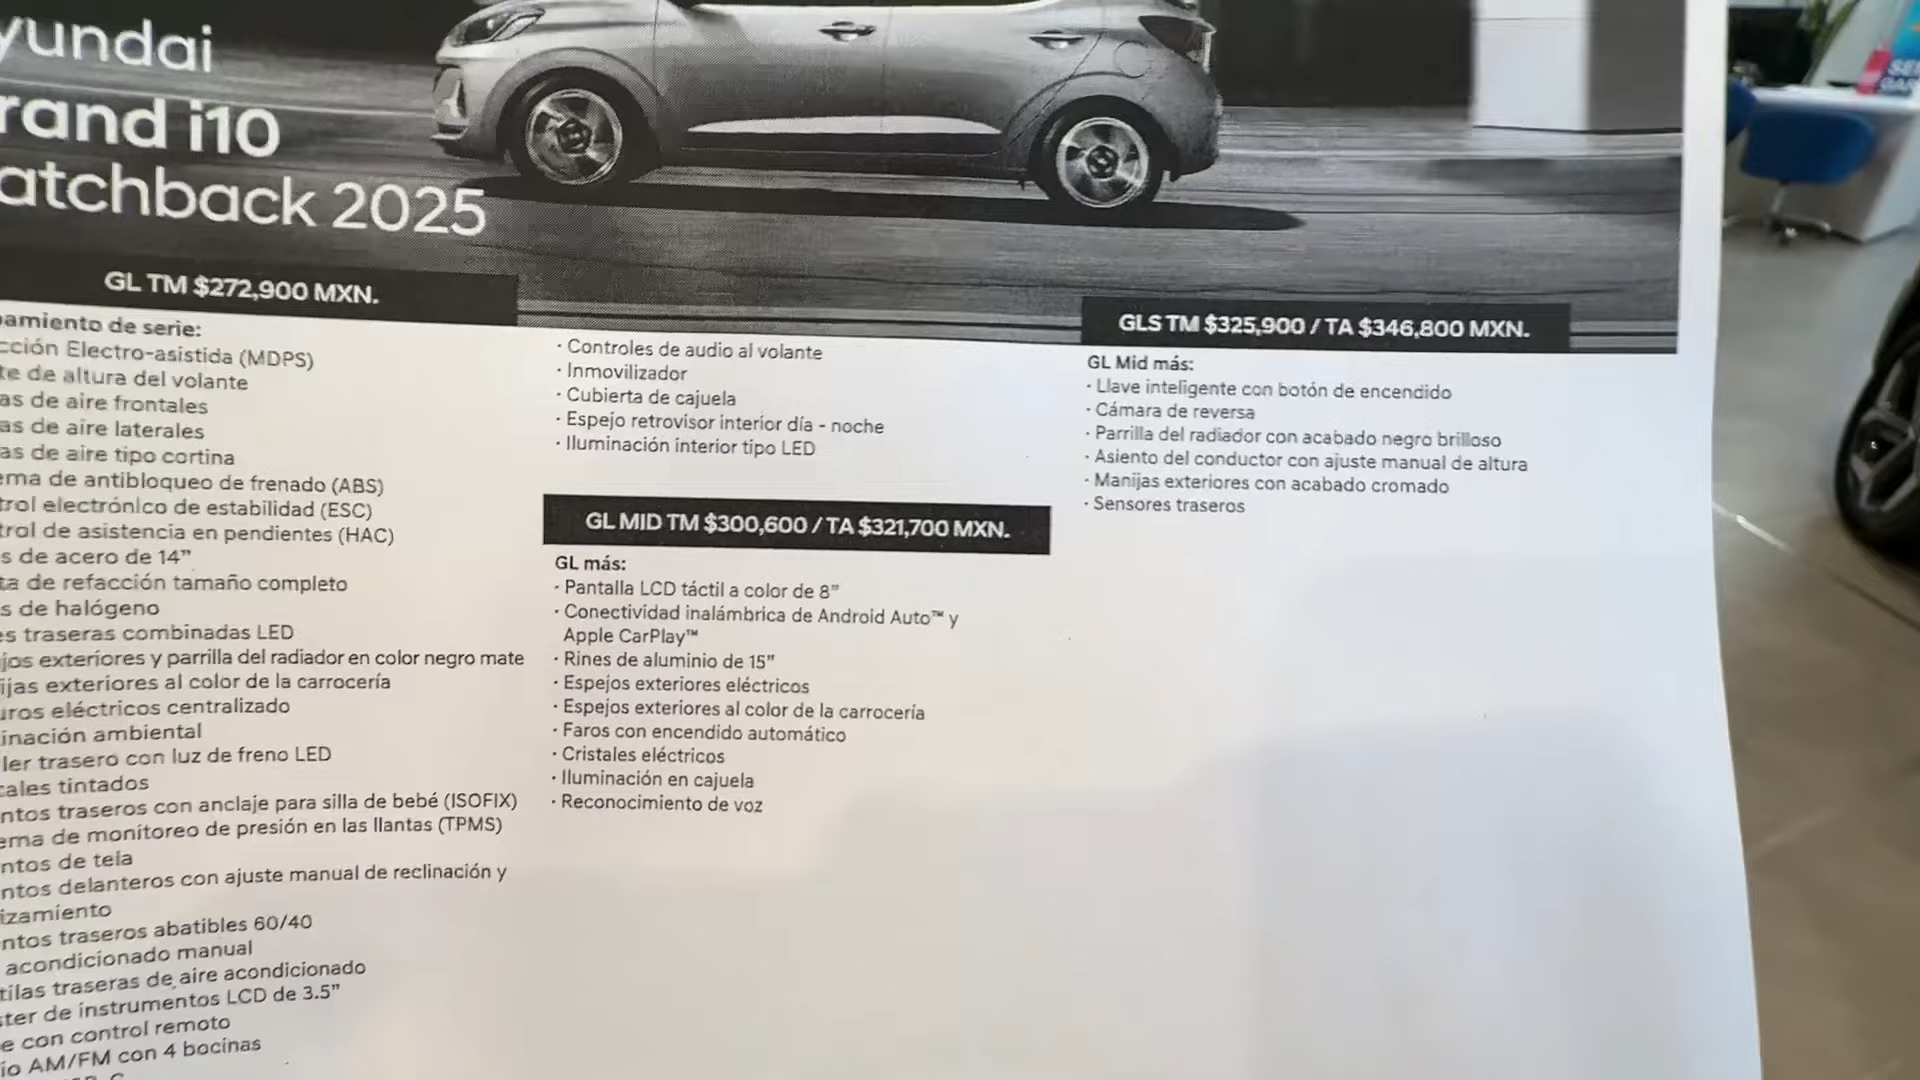 yundai
rand i10
atchback 2025
GL TM $272,900 MXN.
amiento de serie:
cción Electro-asistida (MDPS)
te de altura del volante
as de aire frontales
as de aire laterales
as de aire tipo cortina
ema de antibloqueo de frenado (ABS)
trol electrónico de estabilidad (ESC)
trol de asistencia en pendientes (HAC)
s de acero de 14”
ta de refacción tamaño completo
s de halógeno
es traseras combinadas LED
jos exteriores y parrilla del radiador en color negro mate
ijas exteriores al color de la carrocería
uros eléctricos centralizado
inación ambiental
ler trasero con luz de freno LED
tales tintados
ntos traseros con anclaje para silla de bebé (ISOFIX)
ema de monitoreo de presión en las llantas (TPMS)
ntos de tela
ntos delanteros con ajuste manual de reclinación y
izamiento
ntos traseros abatibles 60/40
acondicionado manual
tilas traseras de aire acondicionado
ster de instrumentos LCD de 3.5”
e con control remoto
io AM/FM con 4 bocinas
· Controles de audio al volante
· Inmovilizador
· Cubierta de cajuela
· Espejo retrovisor interior día - noche
· Iluminación interior tipo LED
GL MID TM $300,600 / TA $321,700 MXN.
GL más:
· Pantalla LCD táctil a color de 8”
· Conectividad inalámbrica de Android Auto™ y
Apple CarPlay™
· Rines de aluminio de 15”
· Espejos exteriores eléctricos
· Espejos exteriores al color de la carrocería
· Faros con encendido automático
· Cristales eléctricos
· Iluminación en cajuela
· Reconocimiento de voz
GLS TM $325,900 / TA $346,800 MXN.
GL Mid más:
· Llave inteligente con botón de encendido
· Cámara de reversa
· Parrilla del radiador con acabado negro brilloso
· Asiento del conductor con ajuste manual de altura
· Manijas exteriores con acabado cromado
· Sensores traseros